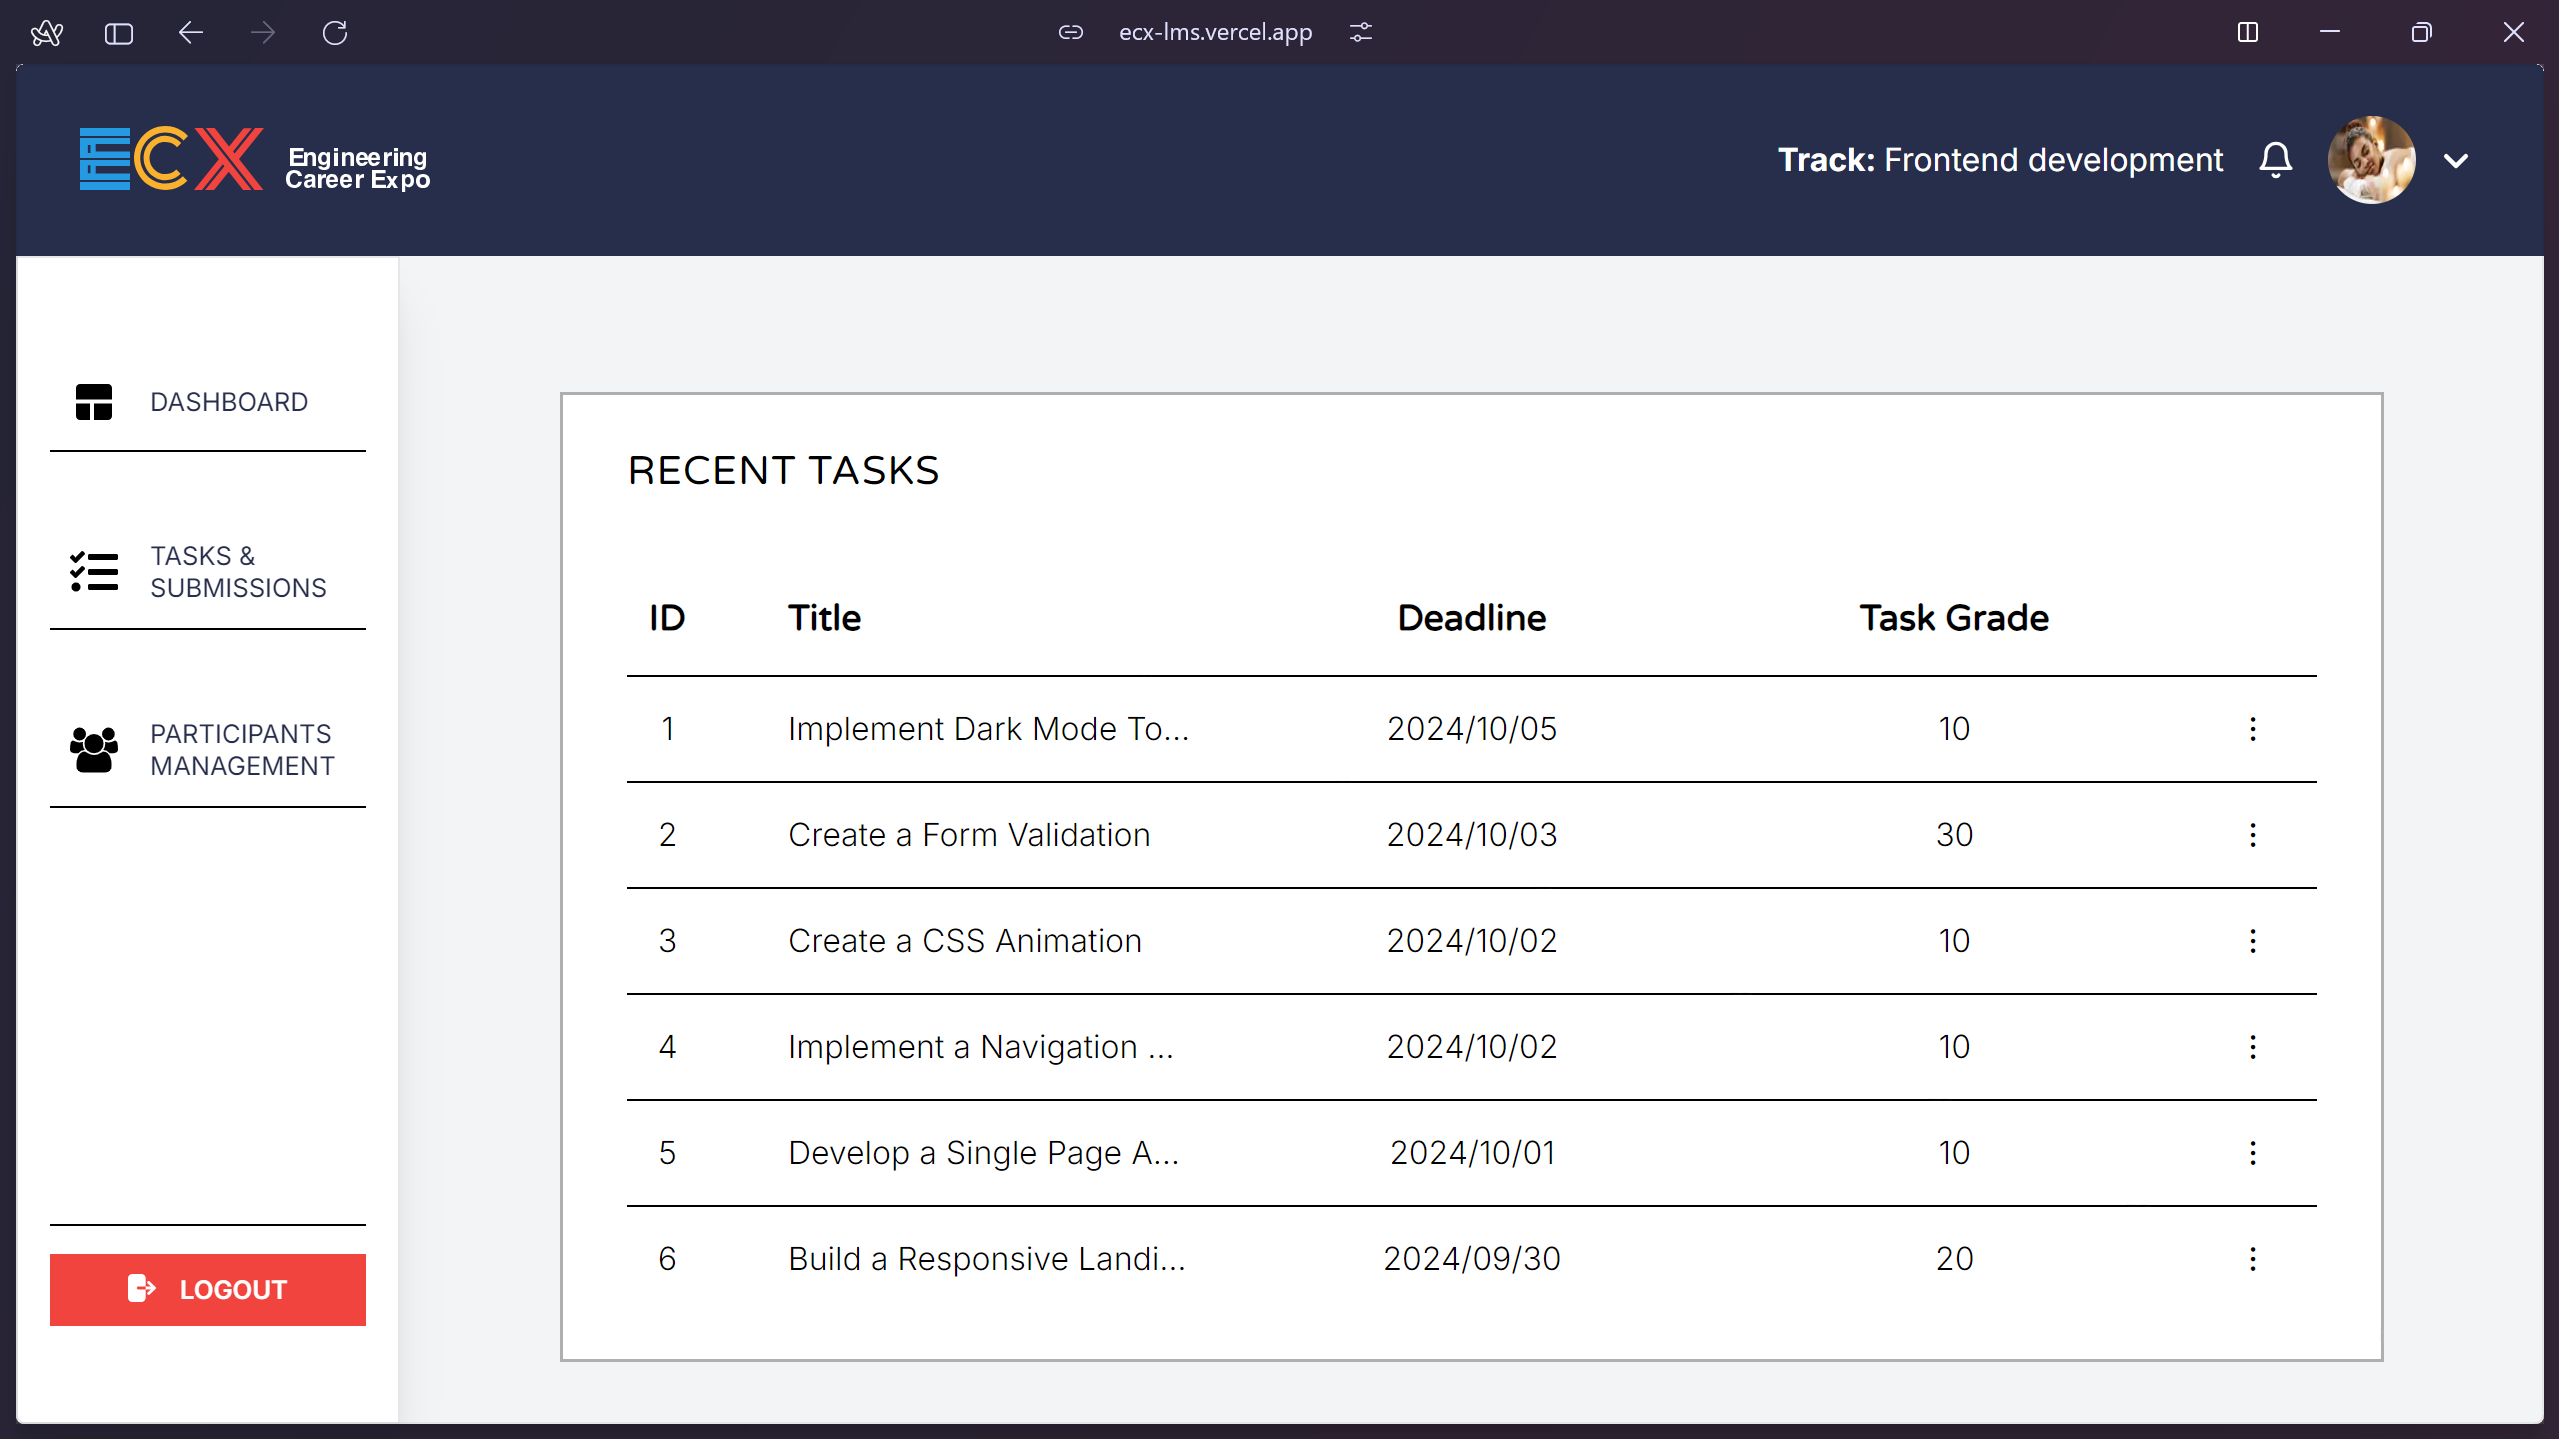 ecx-lms.vercel.app
ECX Engineering
Career Expo
Track: Frontend development
DASHBOARD
TASKS &
SUBMISSIONS
PARTICIPANTS
MANAGEMENT
LOGOUT
RECENT TASKS
ID Title Deadline Task Grade
1 Implement Dark Mode To... 2024/10/05 10
2 Create a Form Validation 2024/10/03 30
3 Create a CSS Animation 2024/10/02 10
4 Implement a Navigation ... 2024/10/02 10
5 Develop a Single Page A... 2024/10/01 10
6 Build a Responsive Landi... 2024/09/30 20